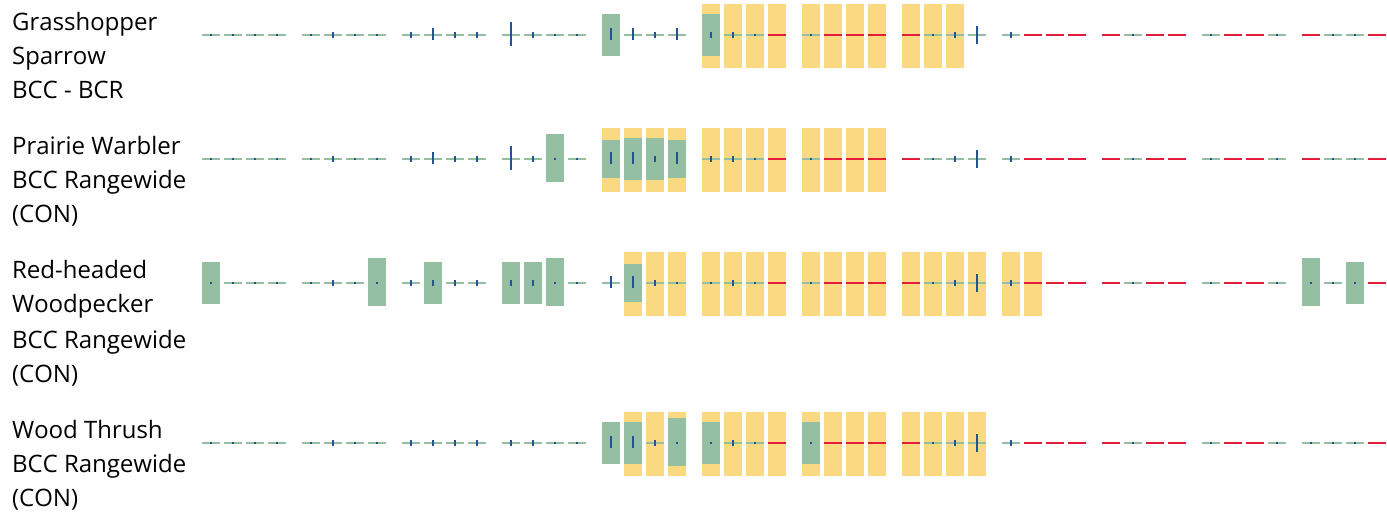 Grasshopper
Sparrow
BCC - BCR
Prairie Warbler
BCC Rangewide
(CON)
Red-headed
Woodpecker
BCC Rangewide
(CON)
Wood Thrush
BCC Rangewide
(CON)